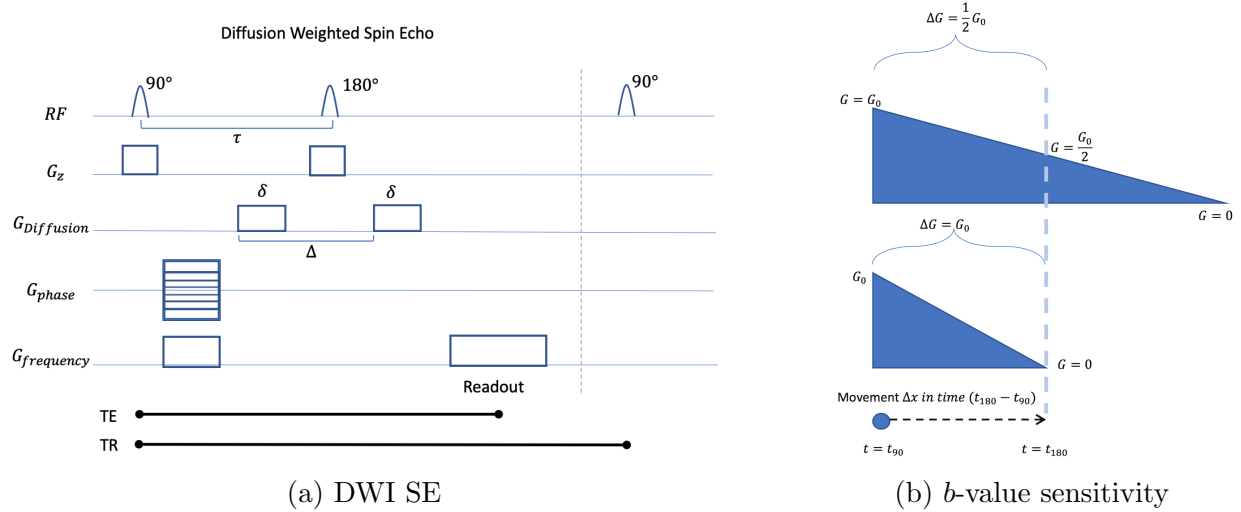 Diffusion Weighted Spin Echo
90°
180°
90°
RF
τ
G_z
δ
δ
G_Diffusion
Δ
G_phase
G_frequency
Readout
TE
TR
(a) DWI SE
ΔG = 1/2 G_0
G = G_0
G = G_0/2
G = 0
ΔG = G_0
G_0
G = 0
Movement Δx in time (t_180 − t_90)
t = t_90
t = t_180
(b) b-value sensitivity